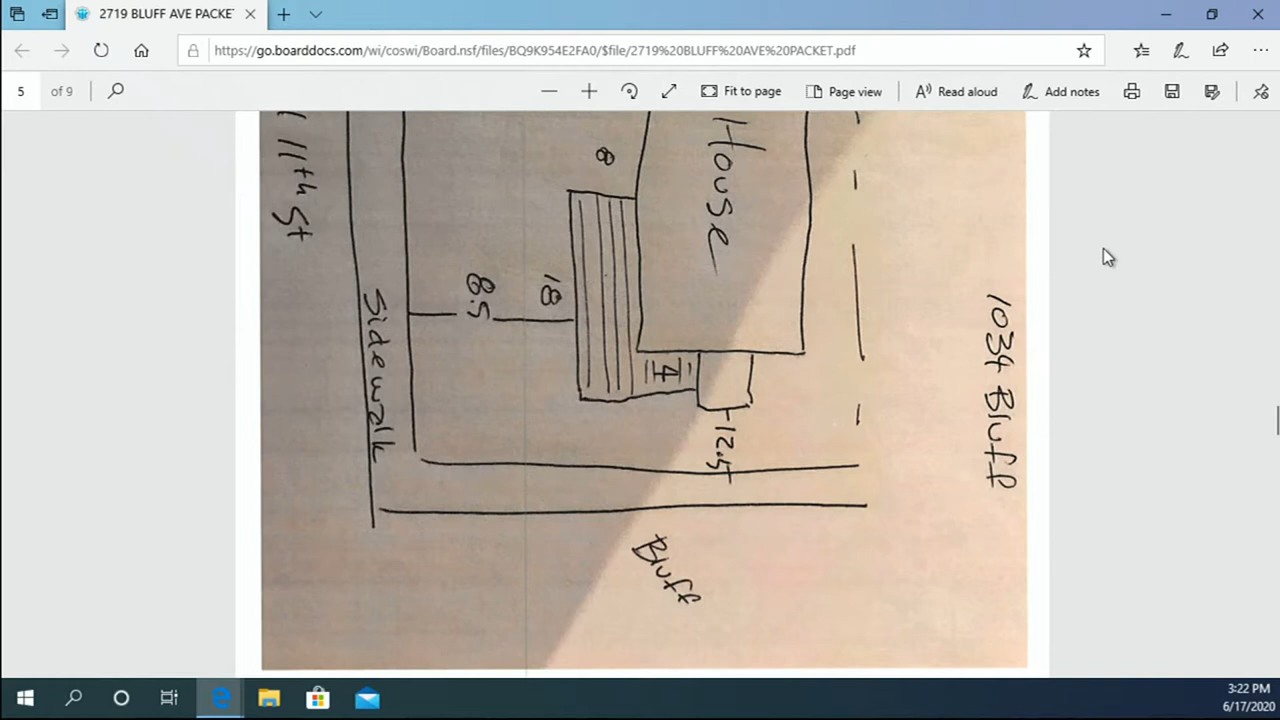 2719 BLUFF AVE PACKET
https://go.boarddocs.com/wi/coswi/Board.nsf/files/BQ9K954E2FA0/$file/2719%20BLUFF%20AVE%20PACKET.pdf
5 of 9
Fit to page
Page view
Read aloud
Add notes
1034 Bluff
House
8
18
8.5
4
12.5
11th St
Sidewalk
Bluff
3:22 PM
6/17/2020